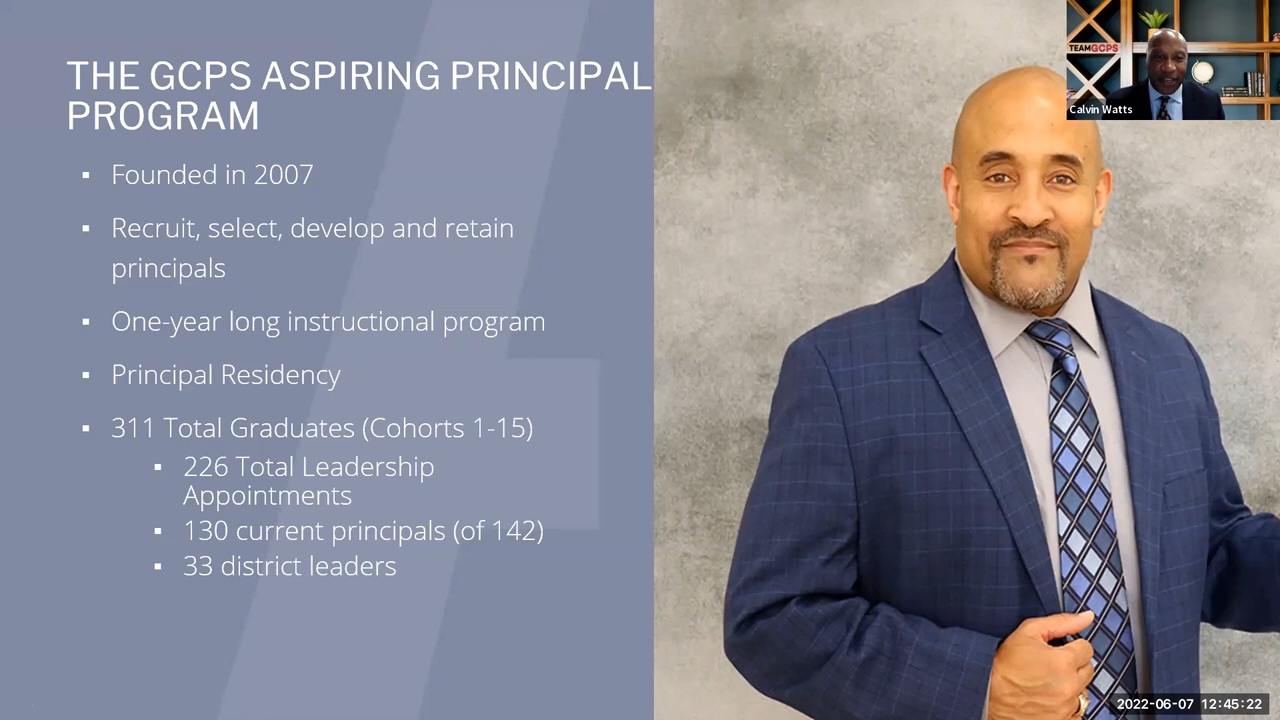 THE GCPS ASPIRING PRINCIPAL
PROGRAM
▪ Founded in 2007
▪ Recruit, select, develop and retain
principals
▪ One-year long instructional program
▪ Principal Residency
▪ 311 Total Graduates (Cohorts 1-15)
▪ 226 Total Leadership
Appointments
▪ 130 current principals (of 142)
▪ 33 district leaders
TEAMGCPS
Calvin Watts
2022-06-07 12:45:22